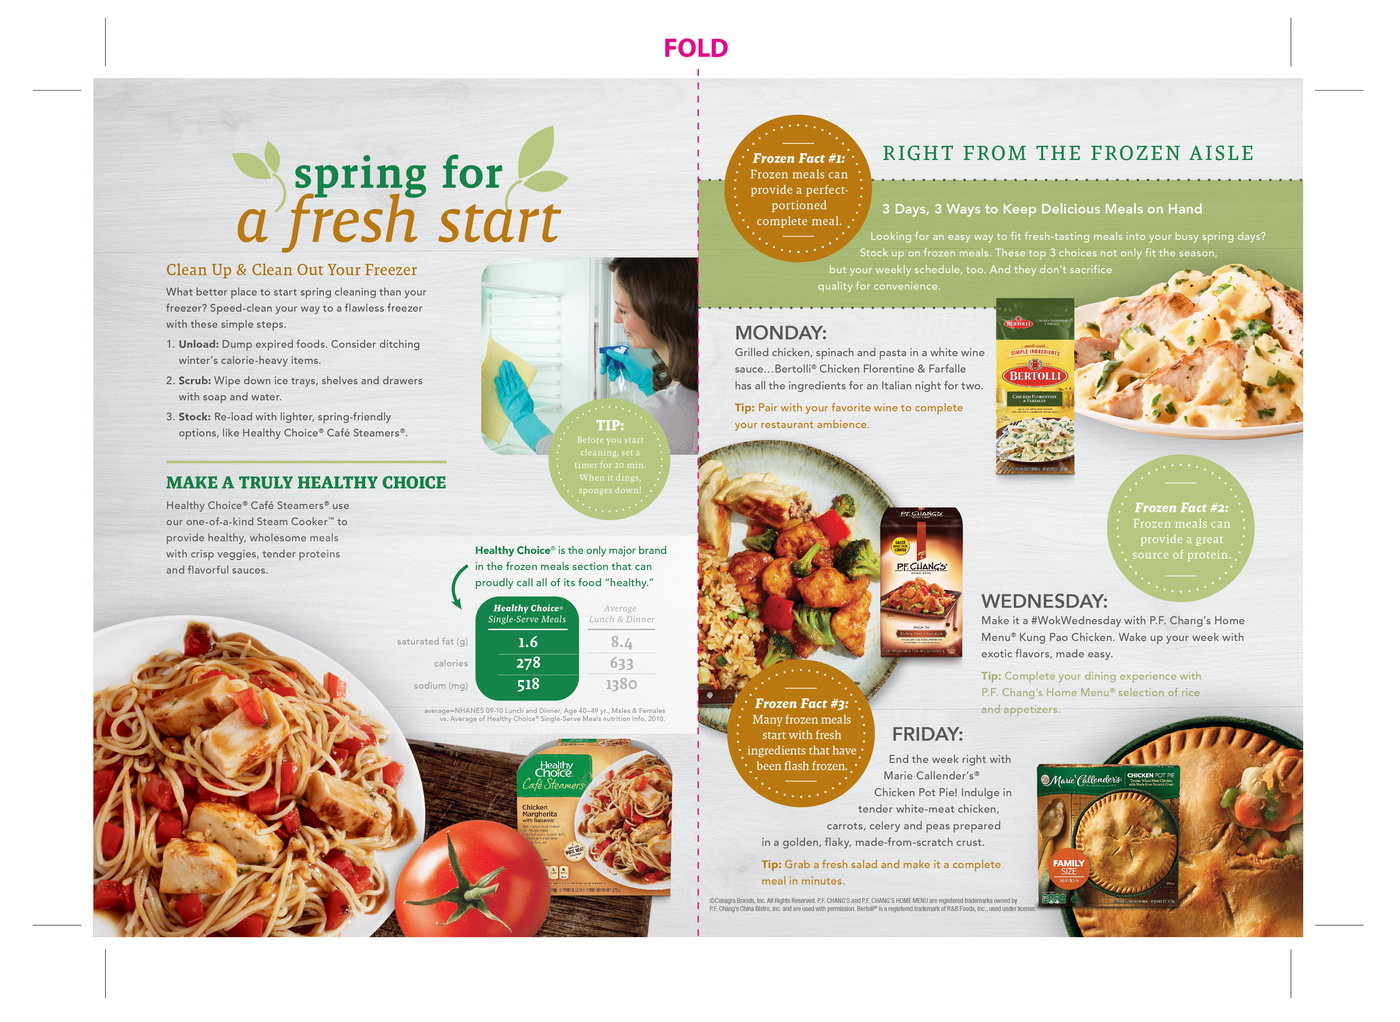 FOLD
spring for
a fresh start
Clean Up & Clean Out Your Freezer
What better place to start spring cleaning than your
freezer? Speed-clean your way to a flawless freezer
with these simple steps.
1. Unload: Dump expired foods. Consider ditching
winter's calorie-heavy items.
2. Scrub: Wipe down ice trays, shelves and drawers
with soap and water.
3. Stock: Re-load with lighter, spring-friendly
options, like Healthy Choice® Café Steamers®.
TIP:
Before you start
cleaning, set a
timer for 20 min.
When it dings,
sponges down!
MAKE A TRULY HEALTHY CHOICE
Healthy Choice® Café Steamers® use
our one-of-a-kind Steam Cooker™ to
provide healthy, wholesome meals
with crisp veggies, tender proteins
and flavorful sauces.
Healthy Choice® is the only major brand
in the frozen meals section that can
proudly call all of its food "healthy."
Healthy Choice® Average
Single-Serve Meals Lunch & Dinner
saturated fat (g) 1.6 8.4
calories 278 633
sodium (mg) 518 1380
average=NHANES 09-10 Lunch and Dinner, Age 40–49 yr., Males & Females
vs. Average of Healthy Choice® Single-Serve Meals nutrition info, 2010.
Healthy
Choice
Café Steamers
Chicken
Margherita
with Balsamic
Frozen Fact #1:
Frozen meals can
provide a perfect-
portioned
complete meal.
RIGHT FROM THE FROZEN AISLE
3 Days, 3 Ways to Keep Delicious Meals on Hand
Looking for an easy way to fit fresh-tasting meals into your busy spring days?
Stock up on frozen meals. These top 3 choices not only fit the season,
but your weekly schedule, too. And they don't sacrifice
quality for convenience.
MONDAY:
Grilled chicken, spinach and pasta in a white wine
sauce...Bertolli® Chicken Florentine & Farfalle
has all the ingredients for an Italian night for two.
Tip: Pair with your favorite wine to complete
your restaurant ambience.
BERTOLLI
SIMPLE INGREDIENTS
BERTOLLI
CHICKEN FLORENTINE
& FARFALLE
Frozen Fact #2:
Frozen meals can
provide a great
source of protein.
P.F. CHANG'S
P.F. CHANG'S
KUNG PAO CHICKEN
WEDNESDAY:
Make it a #WokWednesday with P.F. Chang's Home
Menu® Kung Pao Chicken. Wake up your week with
exotic flavors, made easy.
Tip: Complete your dining experience with
P.F. Chang's Home Menu® selection of rice
and appetizers.
Frozen Fact #3:
Many frozen meals
start with fresh
ingredients that have
been flash frozen.
FRIDAY:
End the week right with
Marie Callender's®
Chicken Pot Pie! Indulge in
tender white-meat chicken,
carrots, celery and peas prepared
in a golden, flaky, made-from-scratch crust.
Tip: Grab a fresh salad and make it a complete
meal in minutes.
Marie Callender's
CHICKEN POT PIE
FAMILY
SIZE
©Conagra Brands, Inc. All Rights Reserved. P.F. CHANG'S and P.F. CHANG'S HOME MENU are registered trademarks owned by
P.F. Chang's China Bistro, Inc. and are used with permission. Bertolli® is a registered trademark of R&B Foods, Inc., used under license.